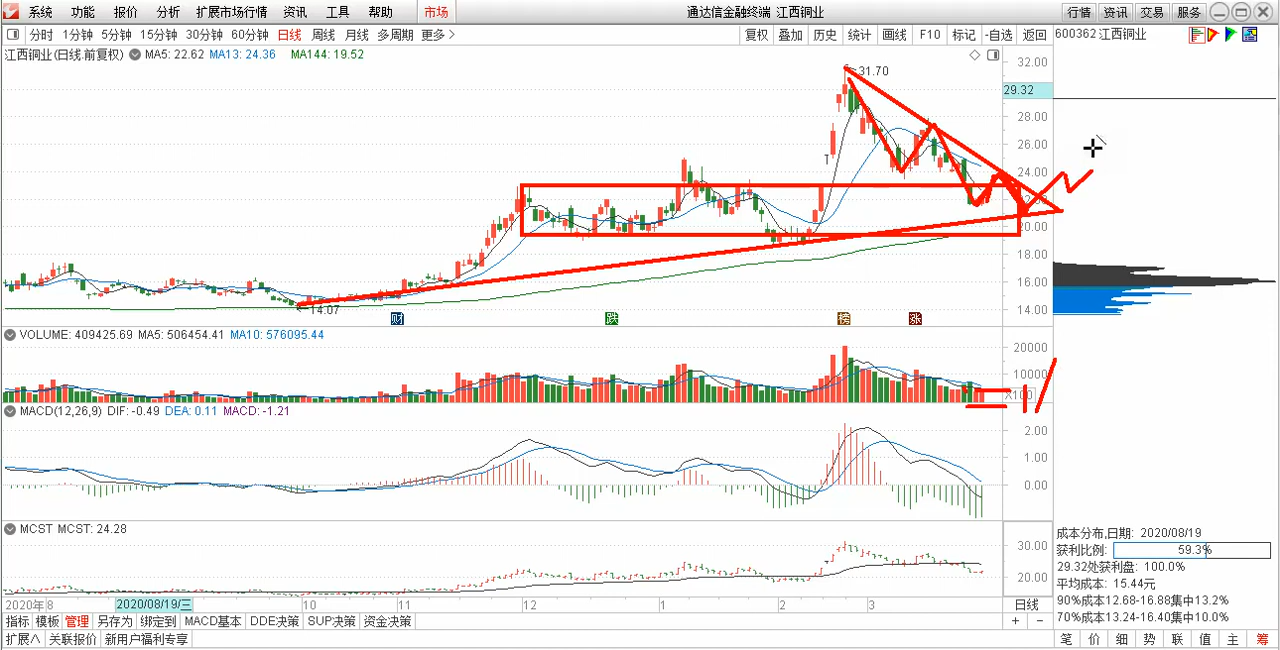 系统 功能 报价 分析 扩展市场行情 资讯 工具 帮助 市场 通达信金融终端 江西铜业 行情 资讯 交易 服务
分时 1分钟 5分钟 15分钟 30分钟 60分钟 日线 周线 月线 多周期 更多> 复权 叠加 历史 统计 画线 F10 标记 -自选 返回 600362 江西铜业
江西铜业(日线.前复权) MA5: 22.62 MA13: 24.36 MA144: 19.52
32.00
31.70
29.32
28.00
26.00
T
24.00
20.00
18.00
16.00
14.07
14.00
财 跌 榜 涨
VOLUME: 409425.69 MA5: 506454.41 MA10: 576095.44
20000
10000
X100
MACD(12,26,9) DIF: -0.49 DEA: 0.11 MACD: -1.21
2.00
1.00
0.00
MCST MCST: 24.28
30.00
20.00
成本分布,日期: 2020/08/19
获利比例: 59.3%
29.32处获利盘: 100.0%
平均成本: 15.44元
90%成本12.68-16.88集中13.2%
70%成本13.24-16.40集中10.0%
2020年8 2020/08/19/三 10 11 12 1 2 3 日线
指标 模板 管理 另存为 绑定到 MACD基本 DDE决策 SUP决策 资金决策 + -
扩展∧ 关联报价 新用户福利专享 笔 价 细 势 联 值 主 筹